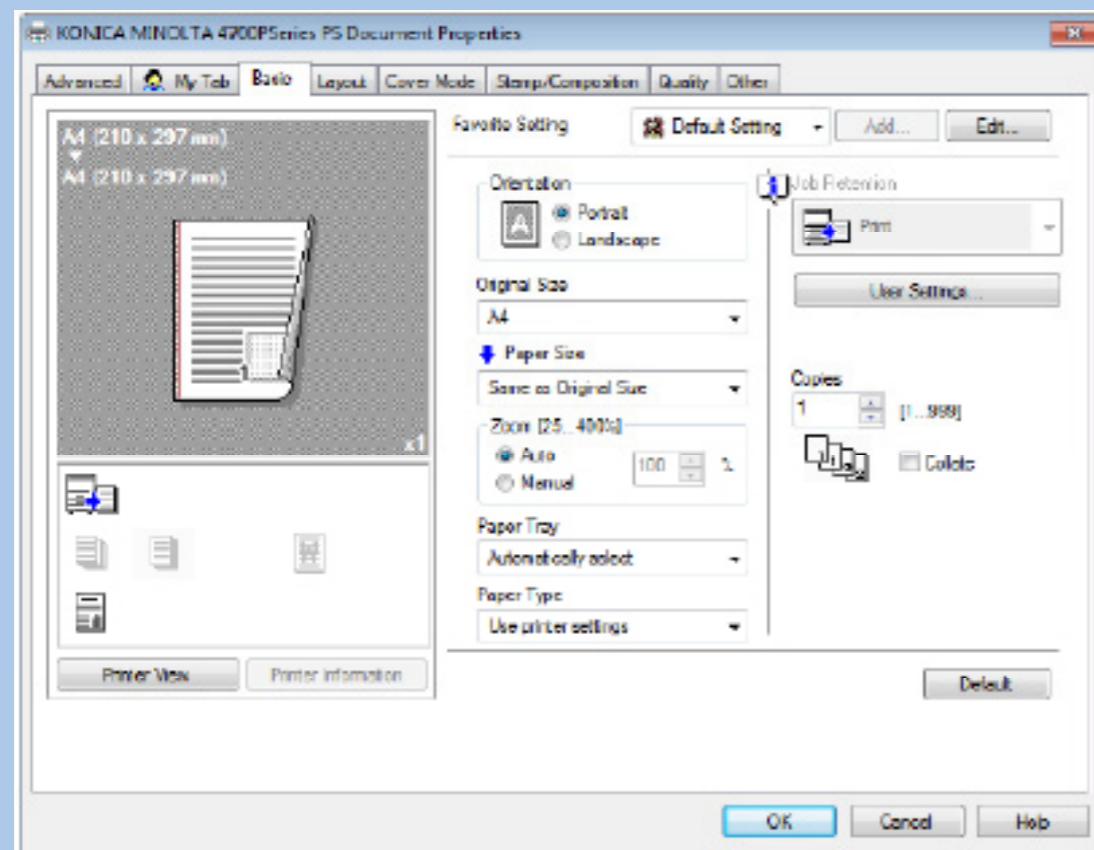 KONICA MINOLTA 4700PSeries PS Document Properties
Advanced My Tab Basic Layout Cover Mode Stamp/Composition Quality Other
A4 (210 x 297 mm)
A4 (210 x 297 mm)
x1
Printer View Printer Information
Favorite Setting Default Setting Add... Edit...
Orientation
A
Portrait
Landscape
Original Size
A4
Paper Size
Same as Original Size
Zoom [25...400%]
Auto
Manual
100 %
Paper Tray
Automatically select
Paper Type
Use printer settings
Job Retention
Print
User Settings...
Copies
1 [1...999]
Collate
Default
OK Cancel Help